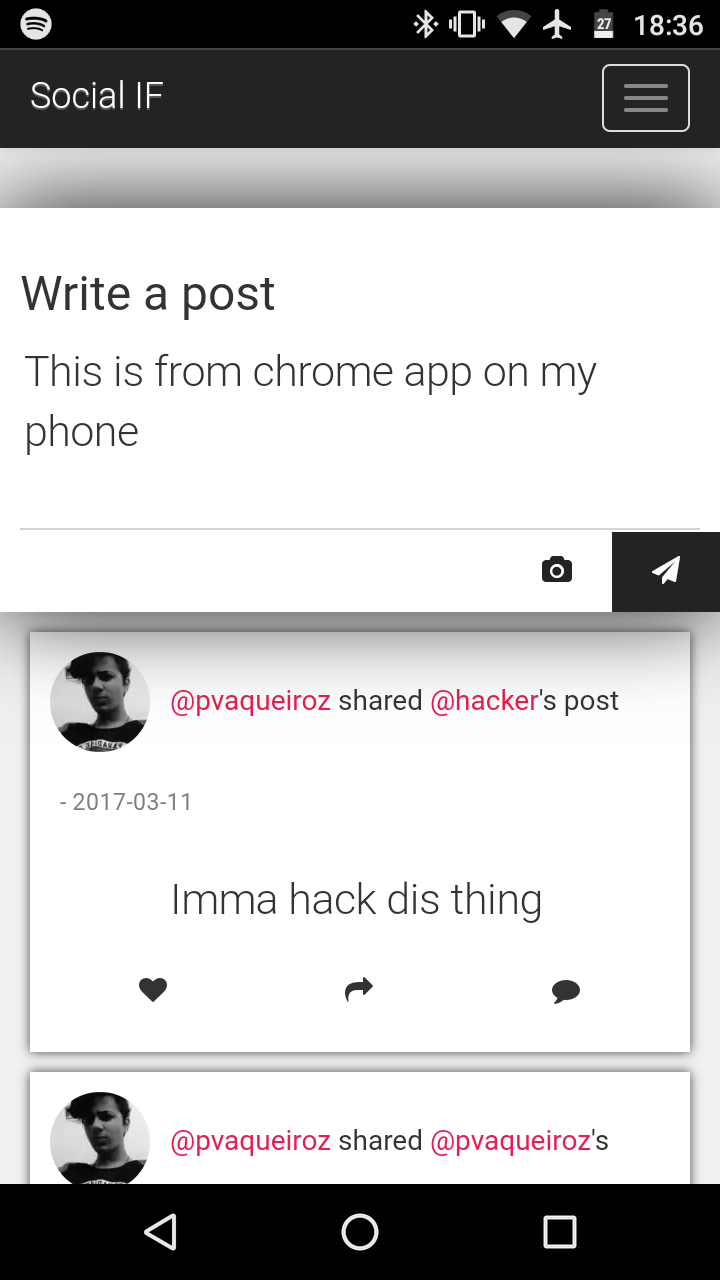 27 18:36
Social IF
Write a post
This is from chrome app on my
phone
@pvaqueiroz shared @hacker's post
- 2017-03-11
Imma hack dis thing
@pvaqueiroz shared @pvaqueiroz's